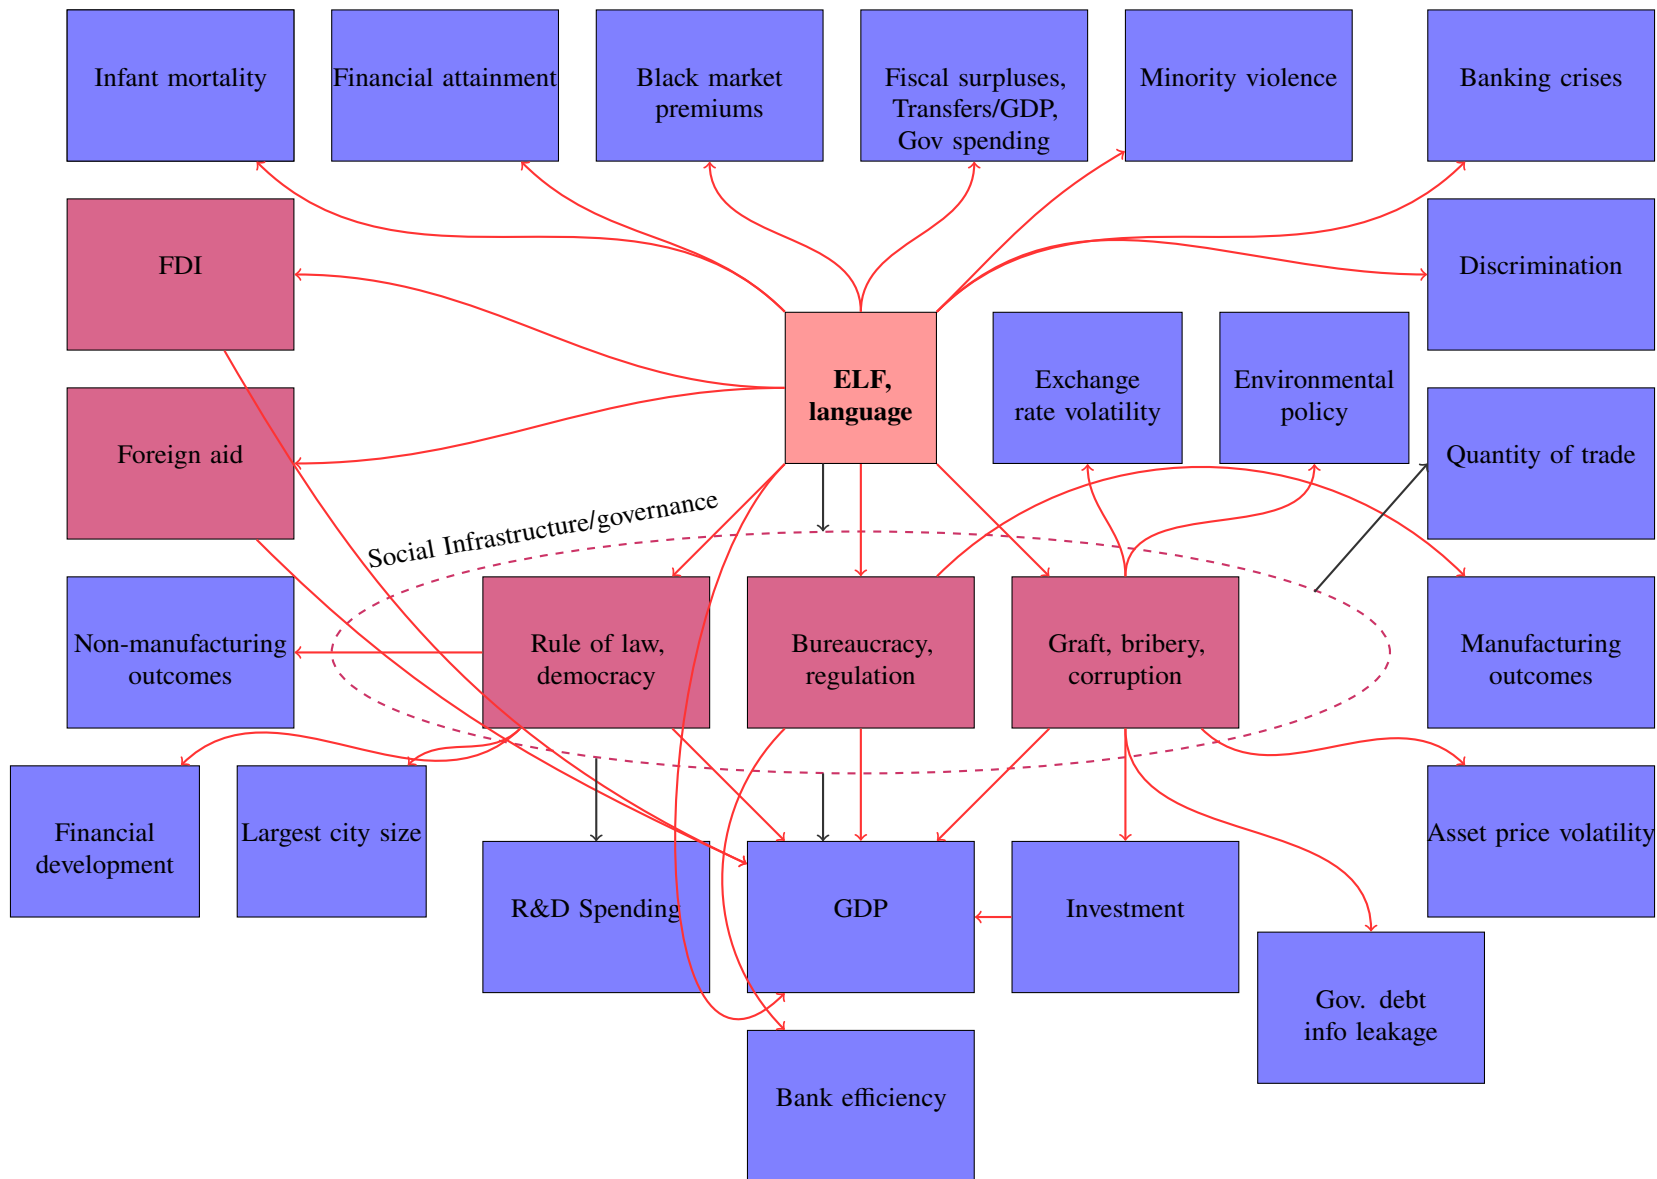 Infant mortality
Financial attainment
Black market
premiums
Fiscal surpluses,
Transfers/GDP,
Gov spending
Minority violence
Banking crises
FDI
Discrimination
ELF,
language
Exchange
rate volatility
Environmental
policy
Foreign aid
Quantity of trade
Social Infrastructure/governance
Non-manufacturing
outcomes
Rule of law,
democracy
Bureaucracy,
regulation
Graft, bribery,
corruption
Manufacturing
outcomes
Financial
development
Largest city size
Asset price volatility
R&D Spending
GDP
Investment
Gov. debt
info leakage
Bank efficiency